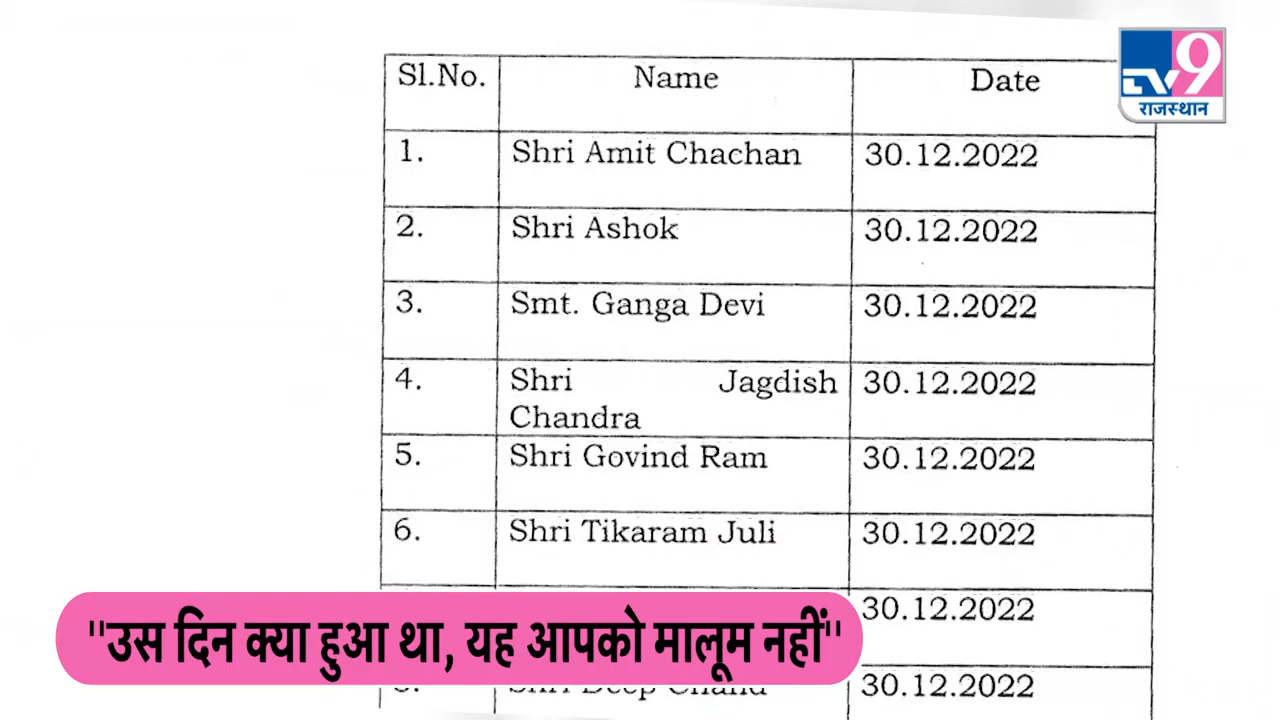 TV9
राजस्थान
Sl.No. Name Date
1. Shri Amit Chachan 30.12.2022
2. Shri Ashok 30.12.2022
3. Smt. Ganga Devi 30.12.2022
4. Shri Jagdish 30.12.2022
Chandra
5. Shri Govind Ram 30.12.2022
6. Shri Tikaram Juli 30.12.2022
30.12.2022
"उस दिन क्या हुआ था, यह आपको मालूम नहीं"
Shri Deep Chand 30.12.2022